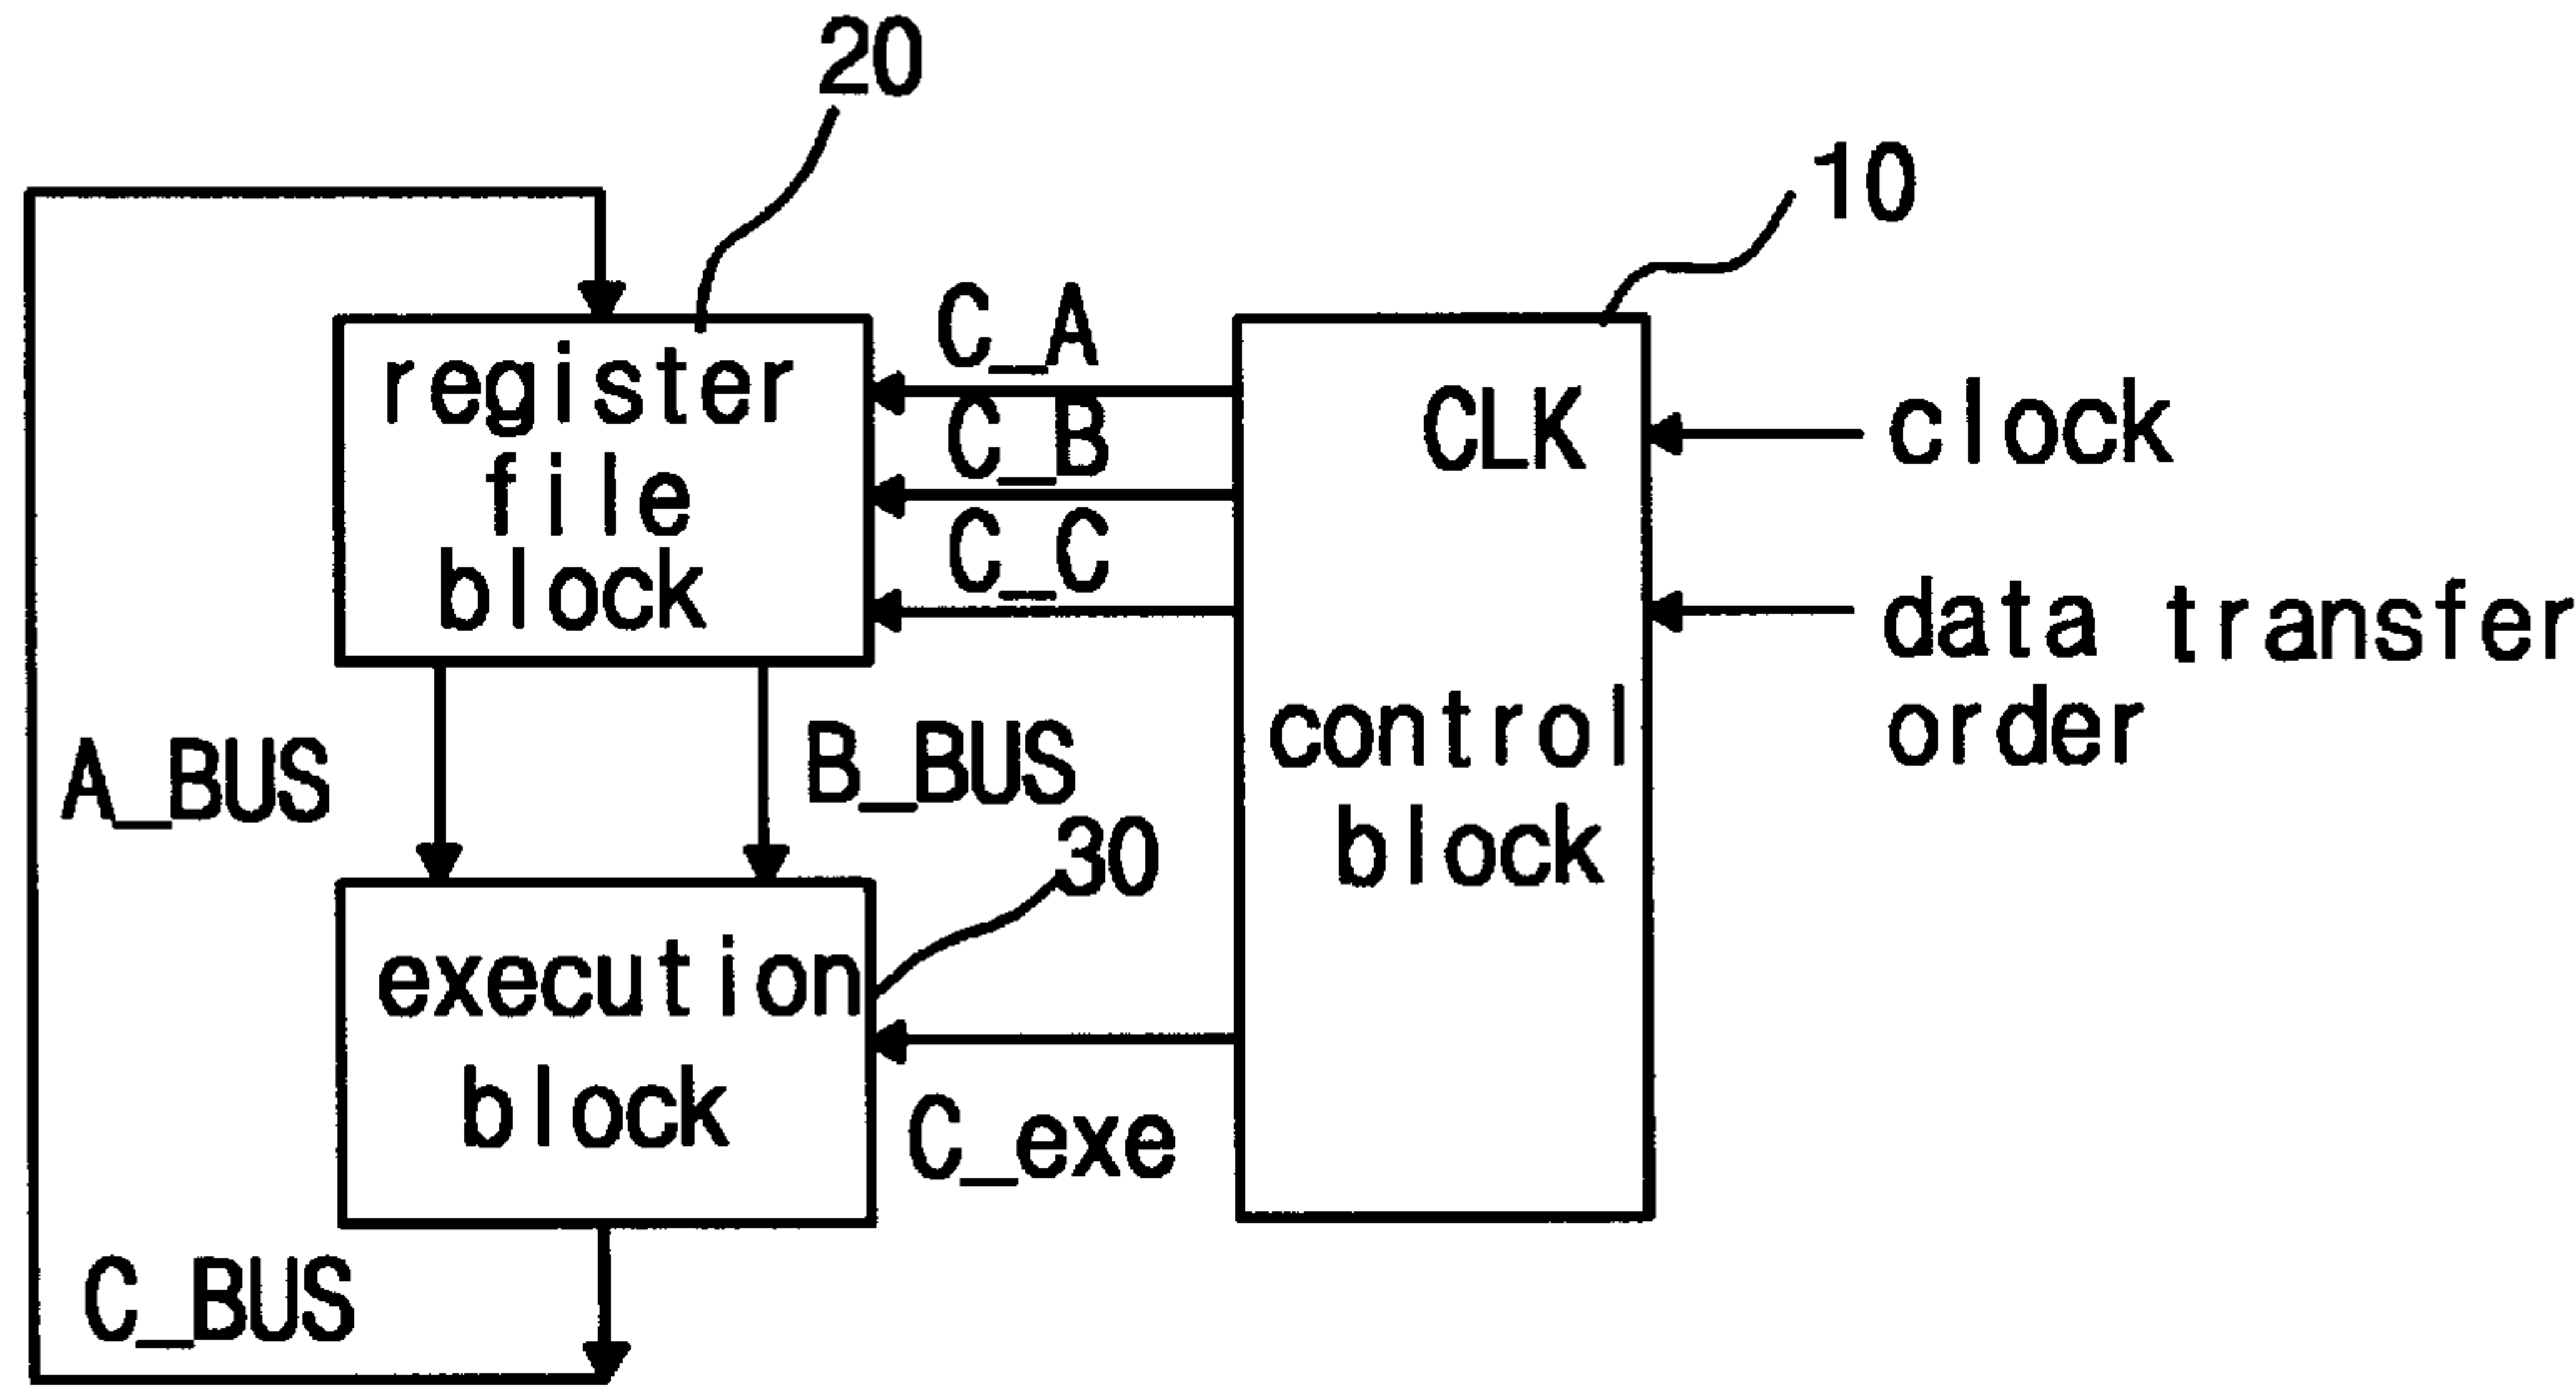 20
10
register
file
block
C_A
C_B
C_C
CLK
clock
data transfer
order
control
block
A_BUS
B_BUS
30
execution
block
C_exe
C_BUS